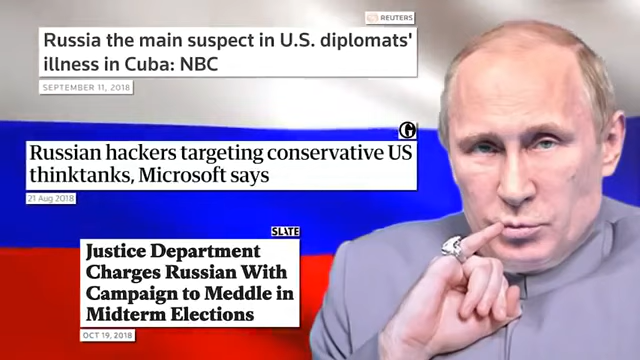 REUTERS
Russia the main suspect in U.S. diplomats'
illness in Cuba: NBC
SEPTEMBER 11, 2018
Russian hackers targeting conservative US
thinktanks, Microsoft says
21 Aug 2018
SLATE
Justice Department
Charges Russian With
Campaign to Meddle in
Midterm Elections
OCT 19, 2018